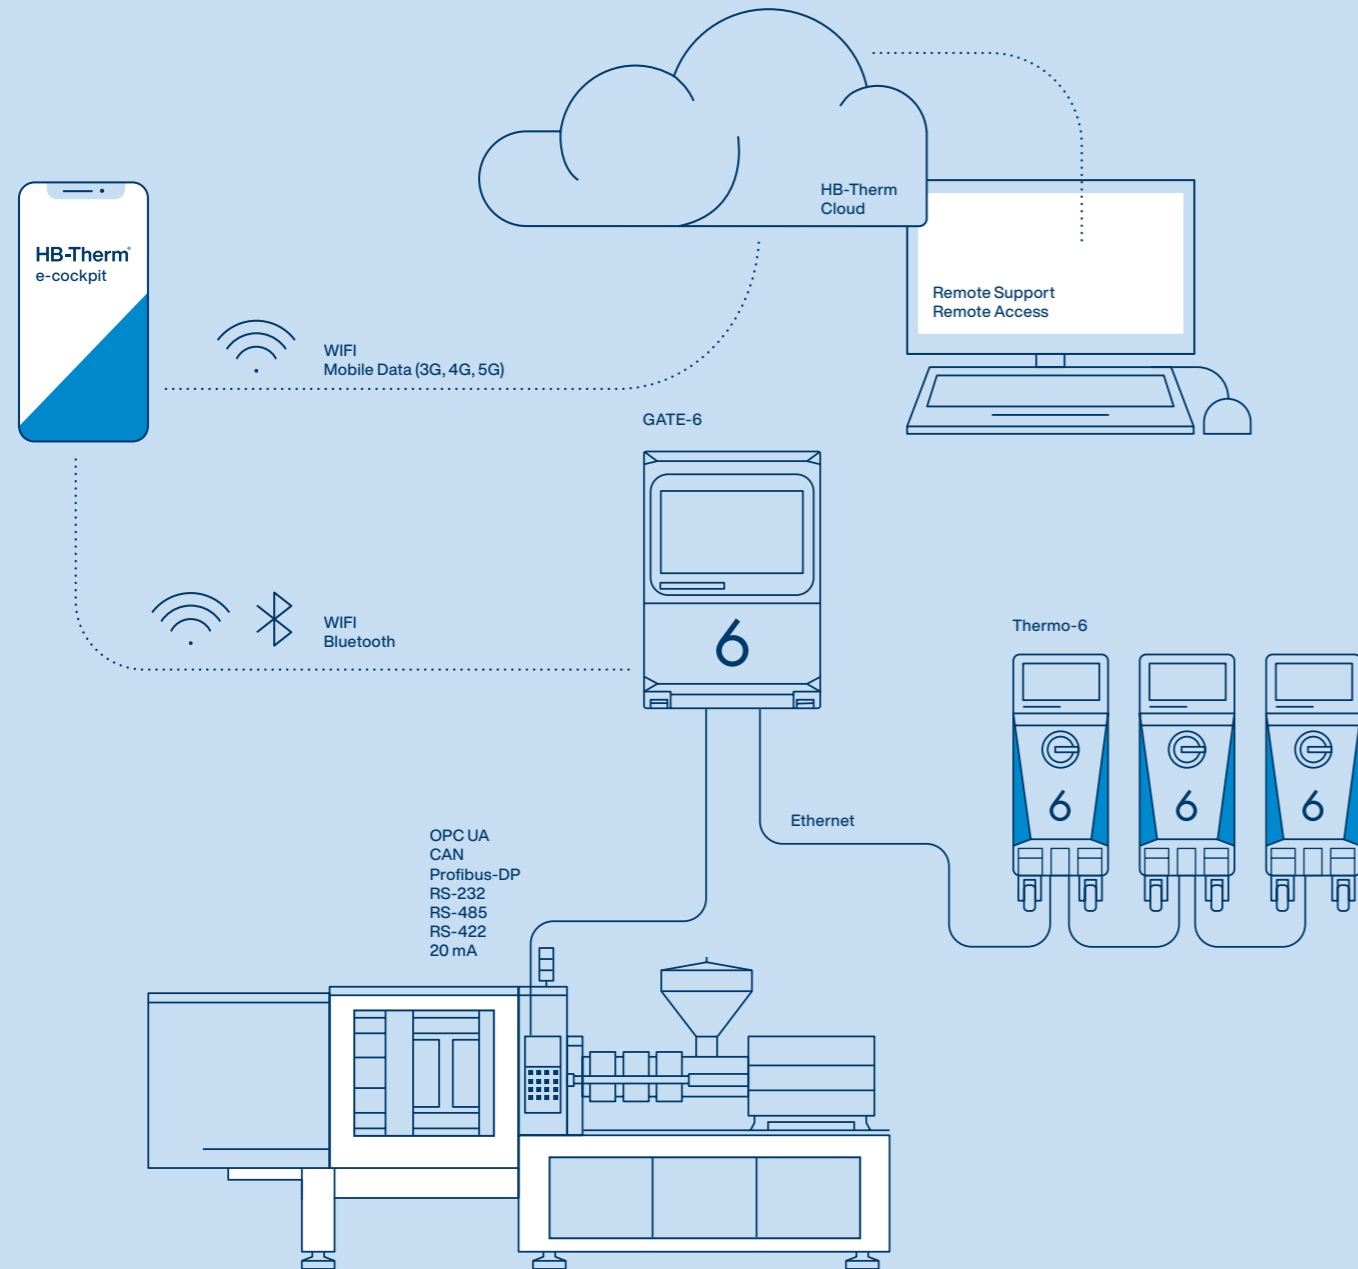 HB-Therm
Cloud
HB-Therm®
e-cockpit
Remote Support
Remote Access
WIFI
Mobile Data (3G, 4G, 5G)
GATE-6
6
WIFI
Bluetooth
Thermo-6
6
6
6
Ethernet
OPC UA
CAN
Profibus-DP
RS-232
RS-485
RS-422
20 mA